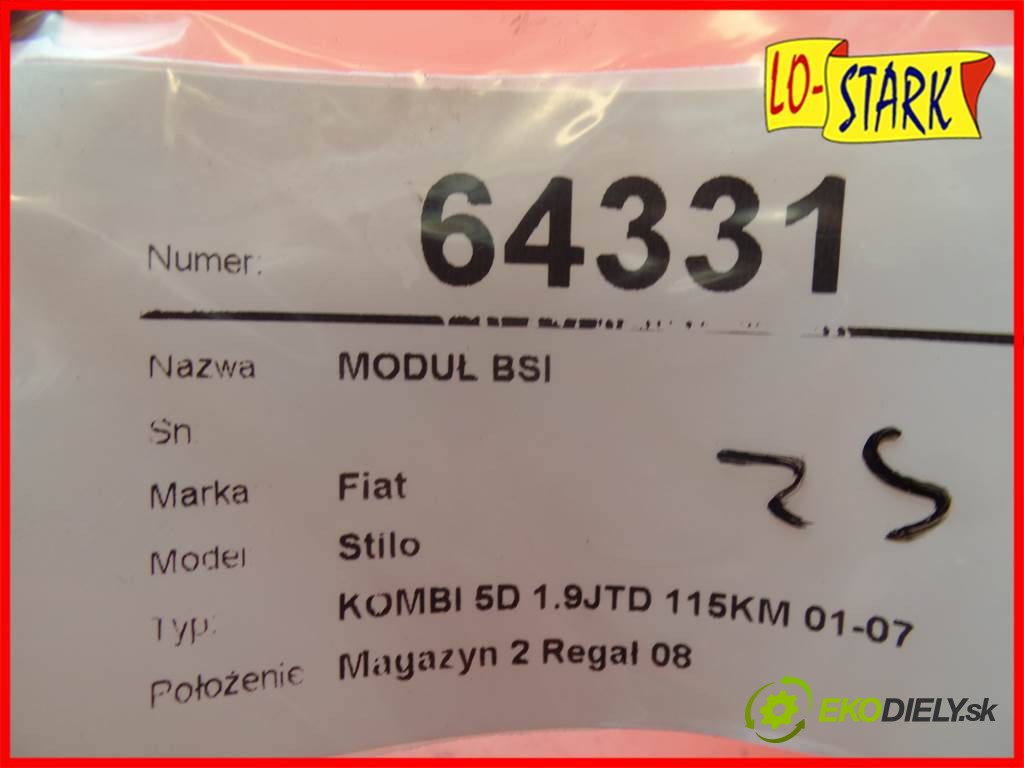 LO-STARK
Numer: 64331
Nazwa MODUŁ BSI
Sn
Marka Fiat
Model Stilo
Typ: KOMBI 5D 1.9JTD 115KM 01-07
Położenie Magazyn 2 Regał 08
EKODIELY.sk